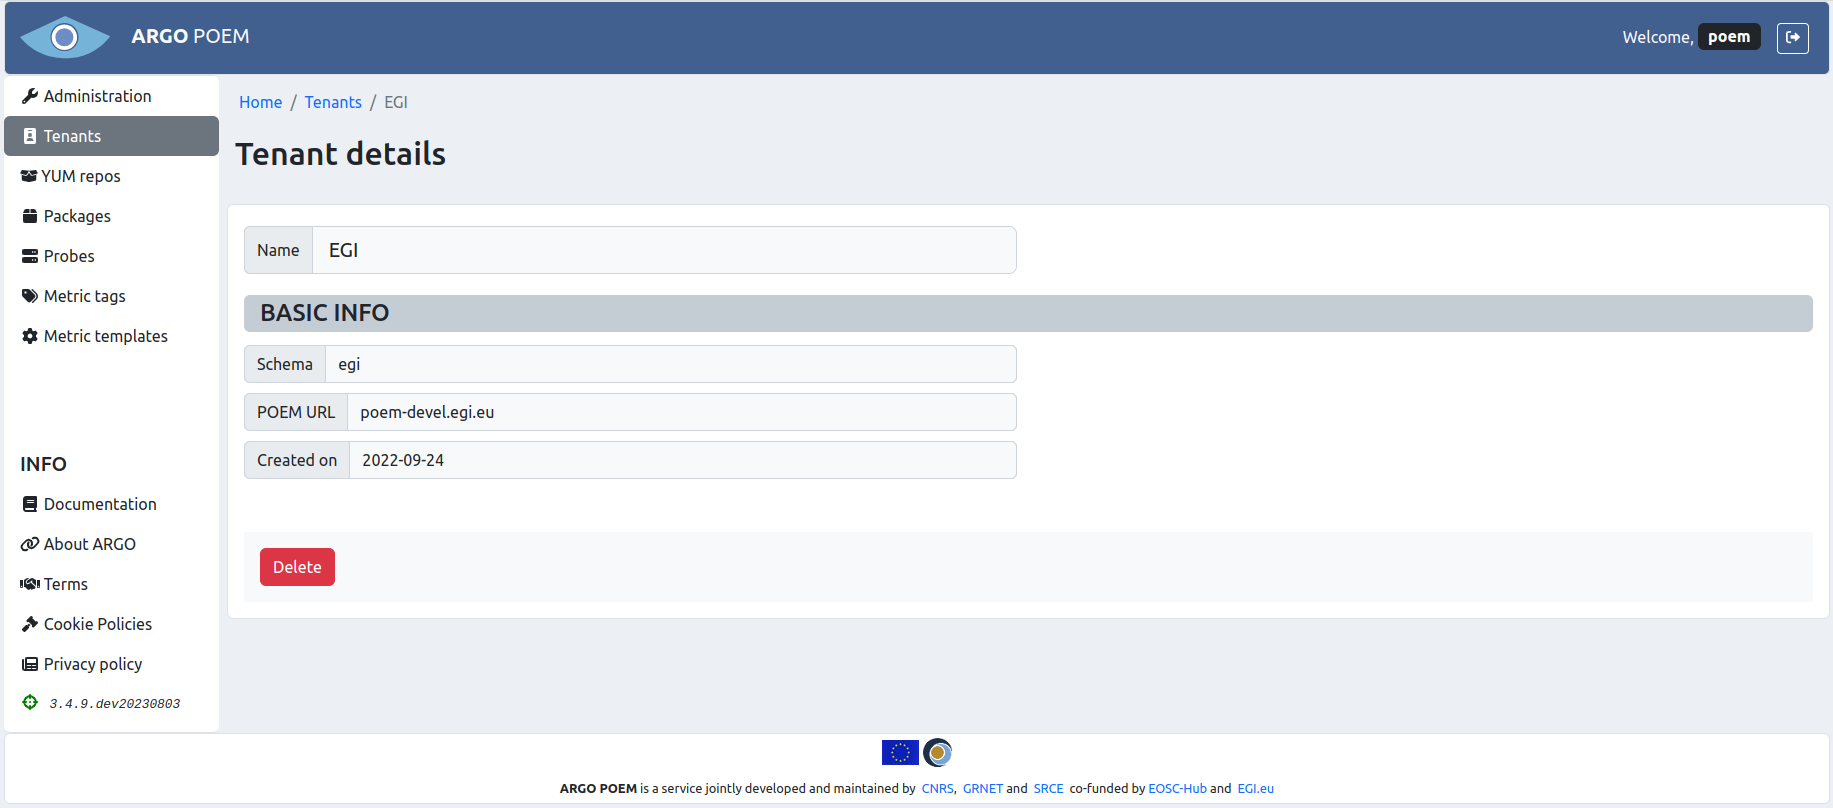 ARGO POEM
Welcome, poem
Administration
Tenants
YUM repos
Packages
Probes
Metric tags
Metric templates
INFO
Documentation
About ARGO
Terms
Cookie Policies
Privacy policy
3.4.9.dev20230803
Home / Tenants / EGI
Tenant details
Name EGI
BASIC INFO
Schema egi
POEM URL poem-devel.egi.eu
Created on 2022-09-24
Delete
ARGO POEM is a service jointly developed and maintained by CNRS, GRNET and SRCE co-funded by EOSC-Hub and EGI.eu